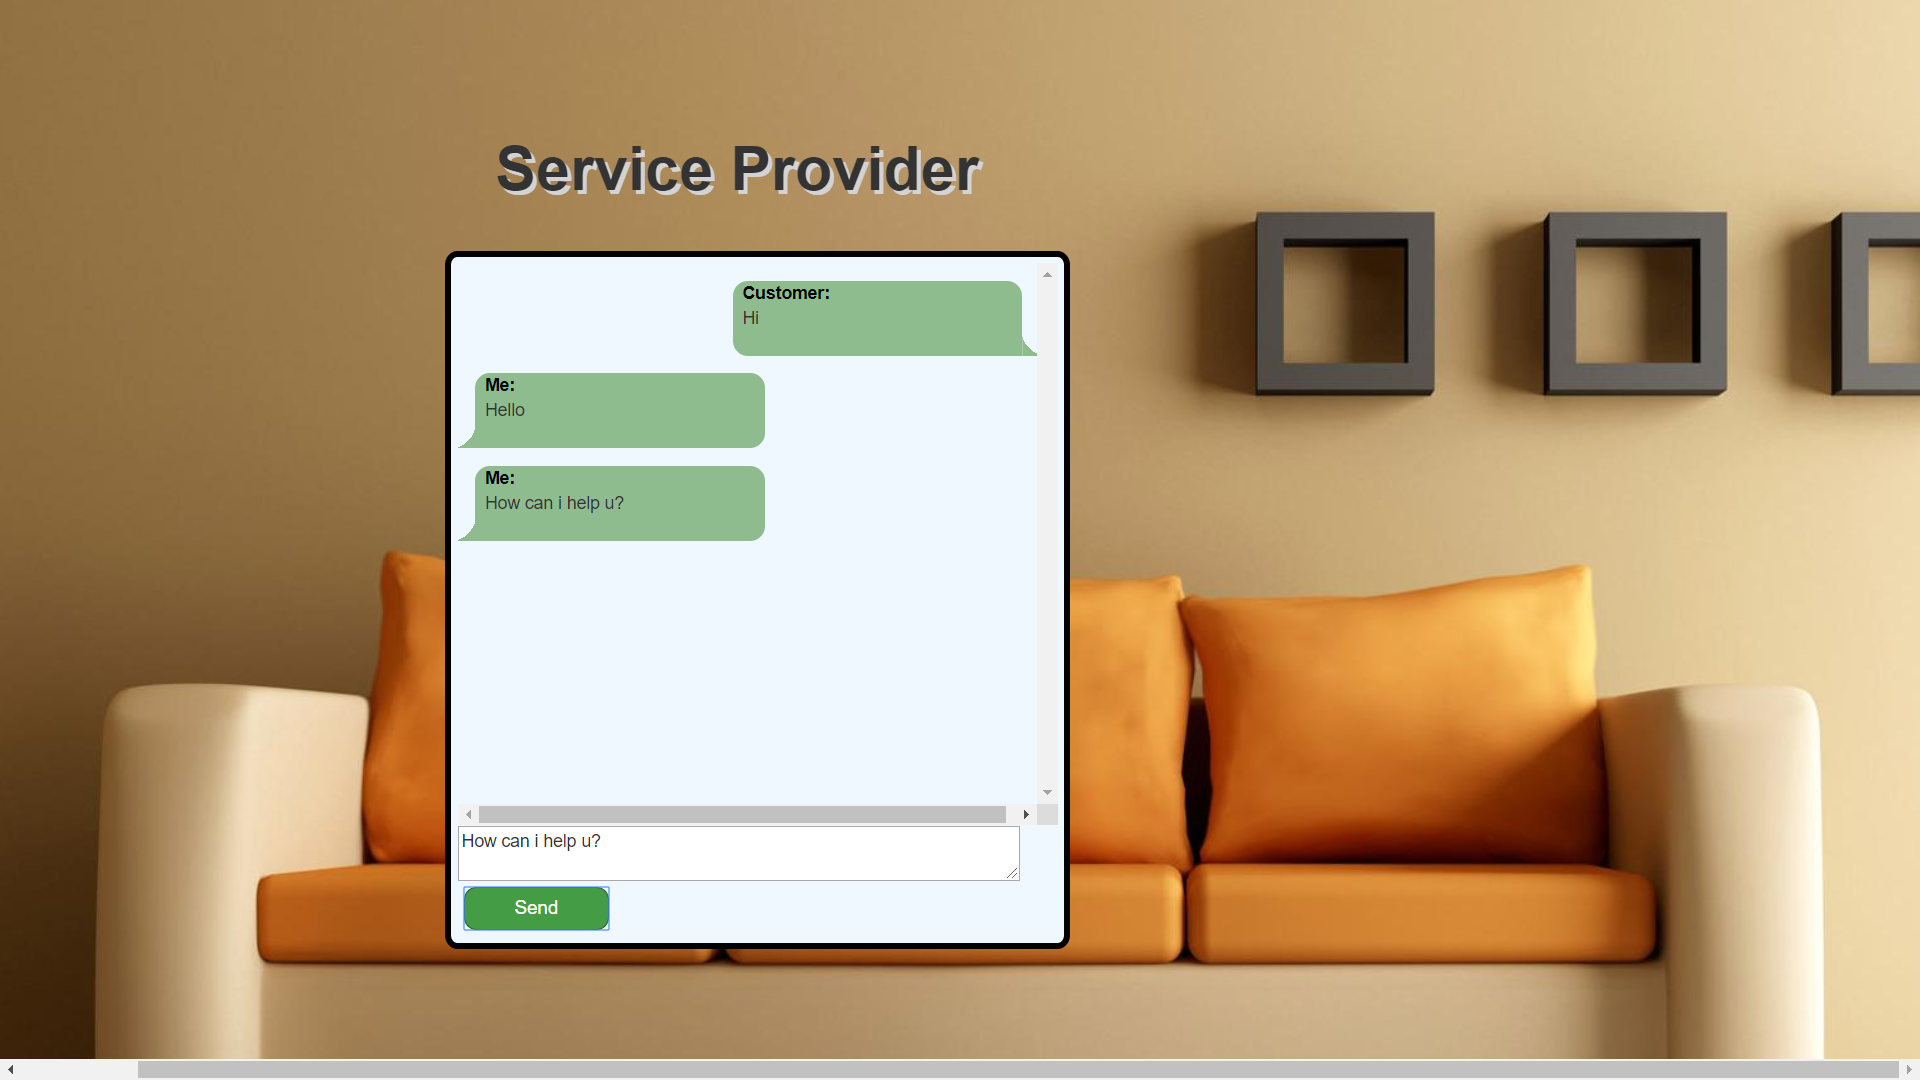 Service Provider
Customer:
Hi
Me:
Hello
Me:
How can i help u?
How can i help u?
Send